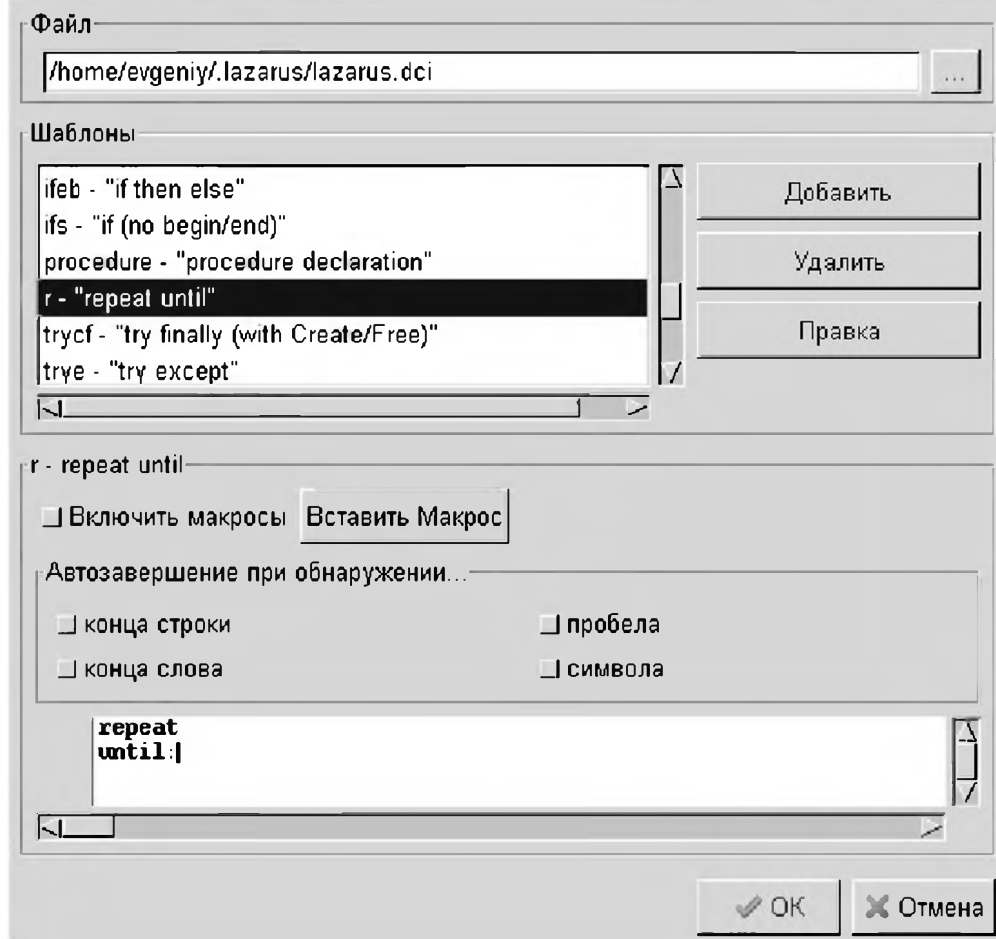 Файл
/home/evgeniy/.lazarus/lazarus.dci
...
Шаблоны
ifeb - "if then else"
ifs - "if (no begin/end)"
procedure - "procedure declaration"
r - "repeat until"
trycf - "try finally (with Create/Free)"
trye - "try except"
Добавить
Удалить
Правка
r - repeat until
Включить макросы
Вставить Макрос
Автозавершение при обнаружении...
конца строки
пробела
конца слова
символа
repeat
until;
OK
Отмена